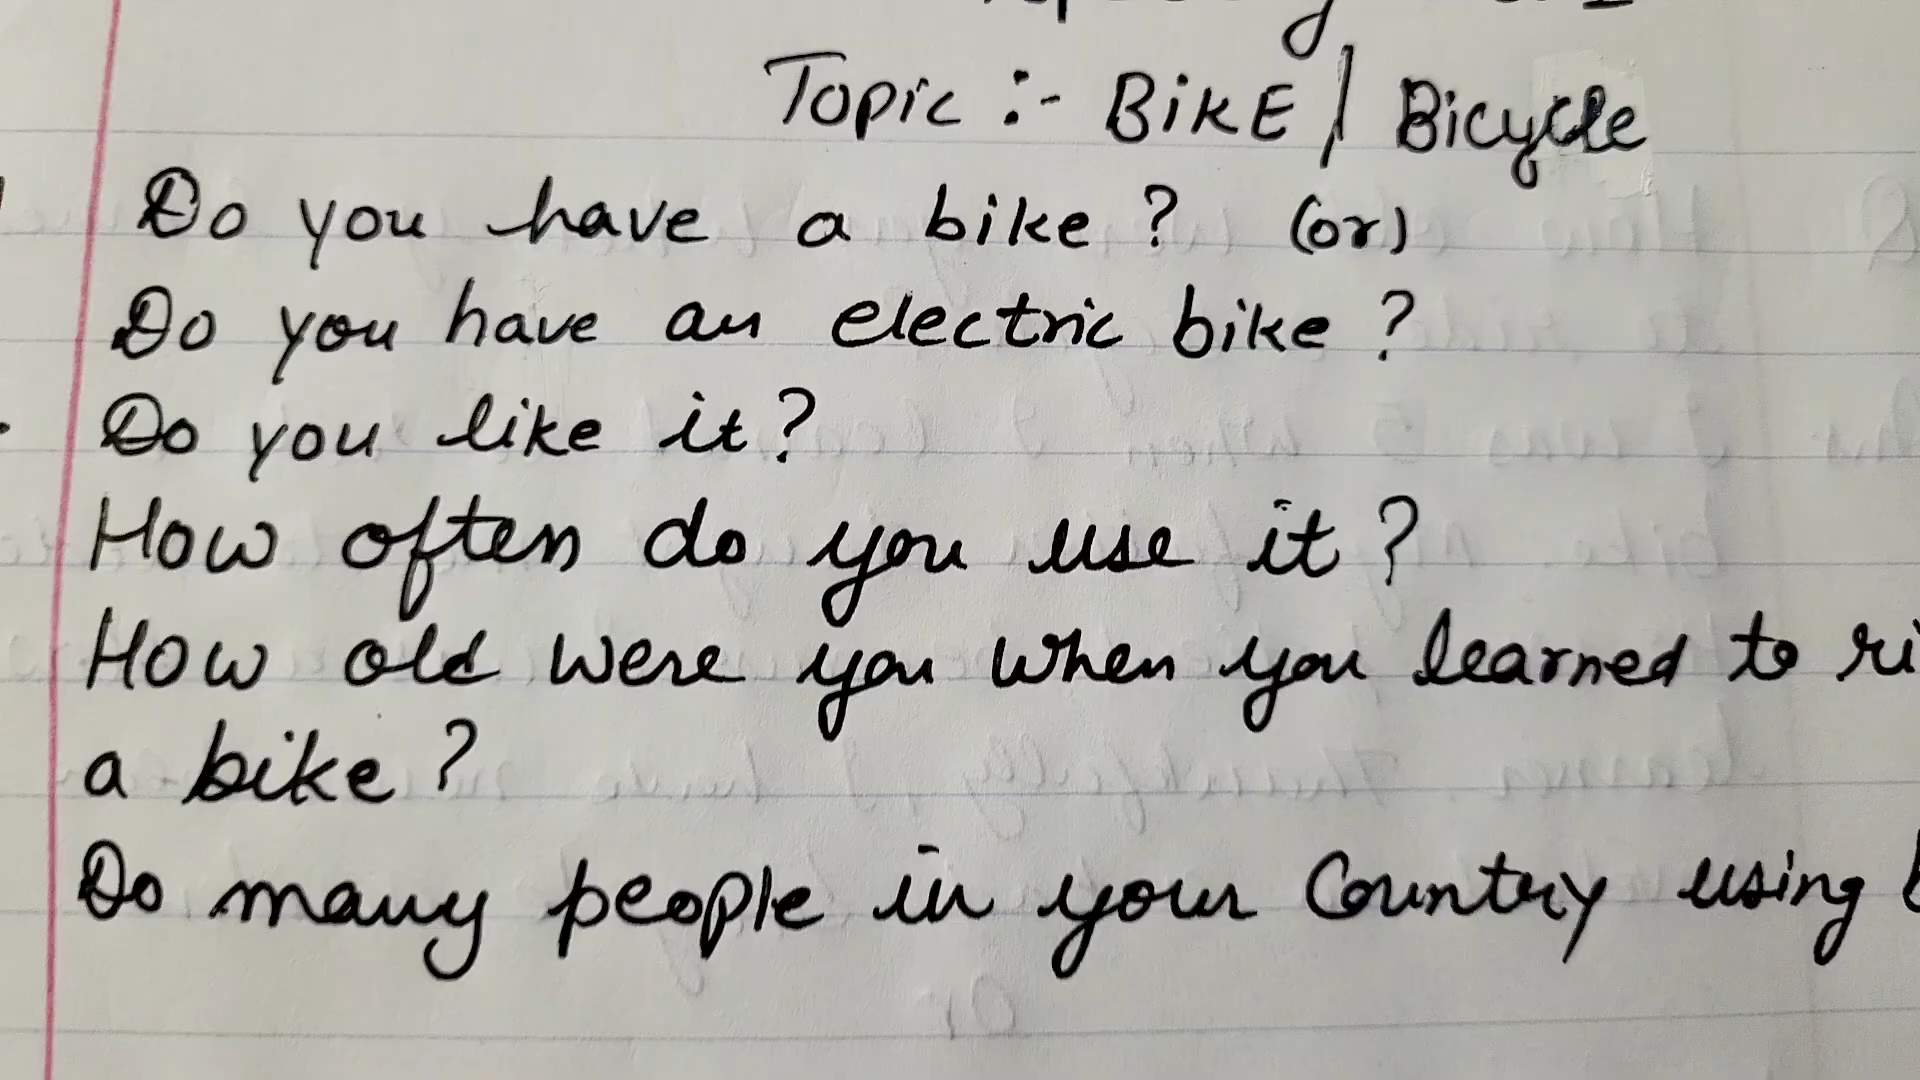 Topic :- BiKE / Bicycle
Do you have a bike ? (or)
Do you have an electric bike ?
Do you like it ?
How often do you use it ?
How old were you when you learned to ri
a bike ?
Do many people in your Country using b